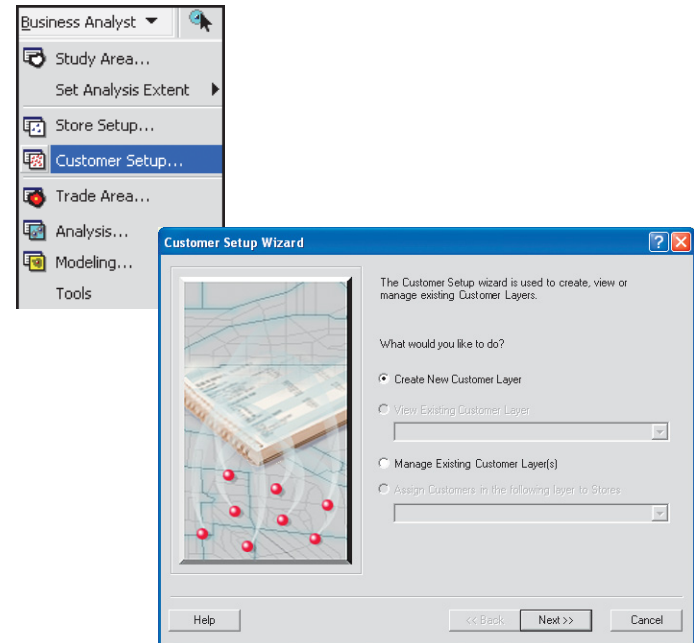 Business Analyst
Study Area...
Set Analysis Extent
Store Setup...
Customer Setup...
Trade Area...
Analysis...
Modeling...
Tools
Customer Setup Wizard
The Customer Setup wizard is used to create, view or
manage existing Customer Layers.
What would you like to do?
Create New Customer Layer
View Existing Customer Layer
Manage Existing Customer Layer(s)
Assign Customers in the following layer to Stores
Help
<< Back
Next >>
Cancel